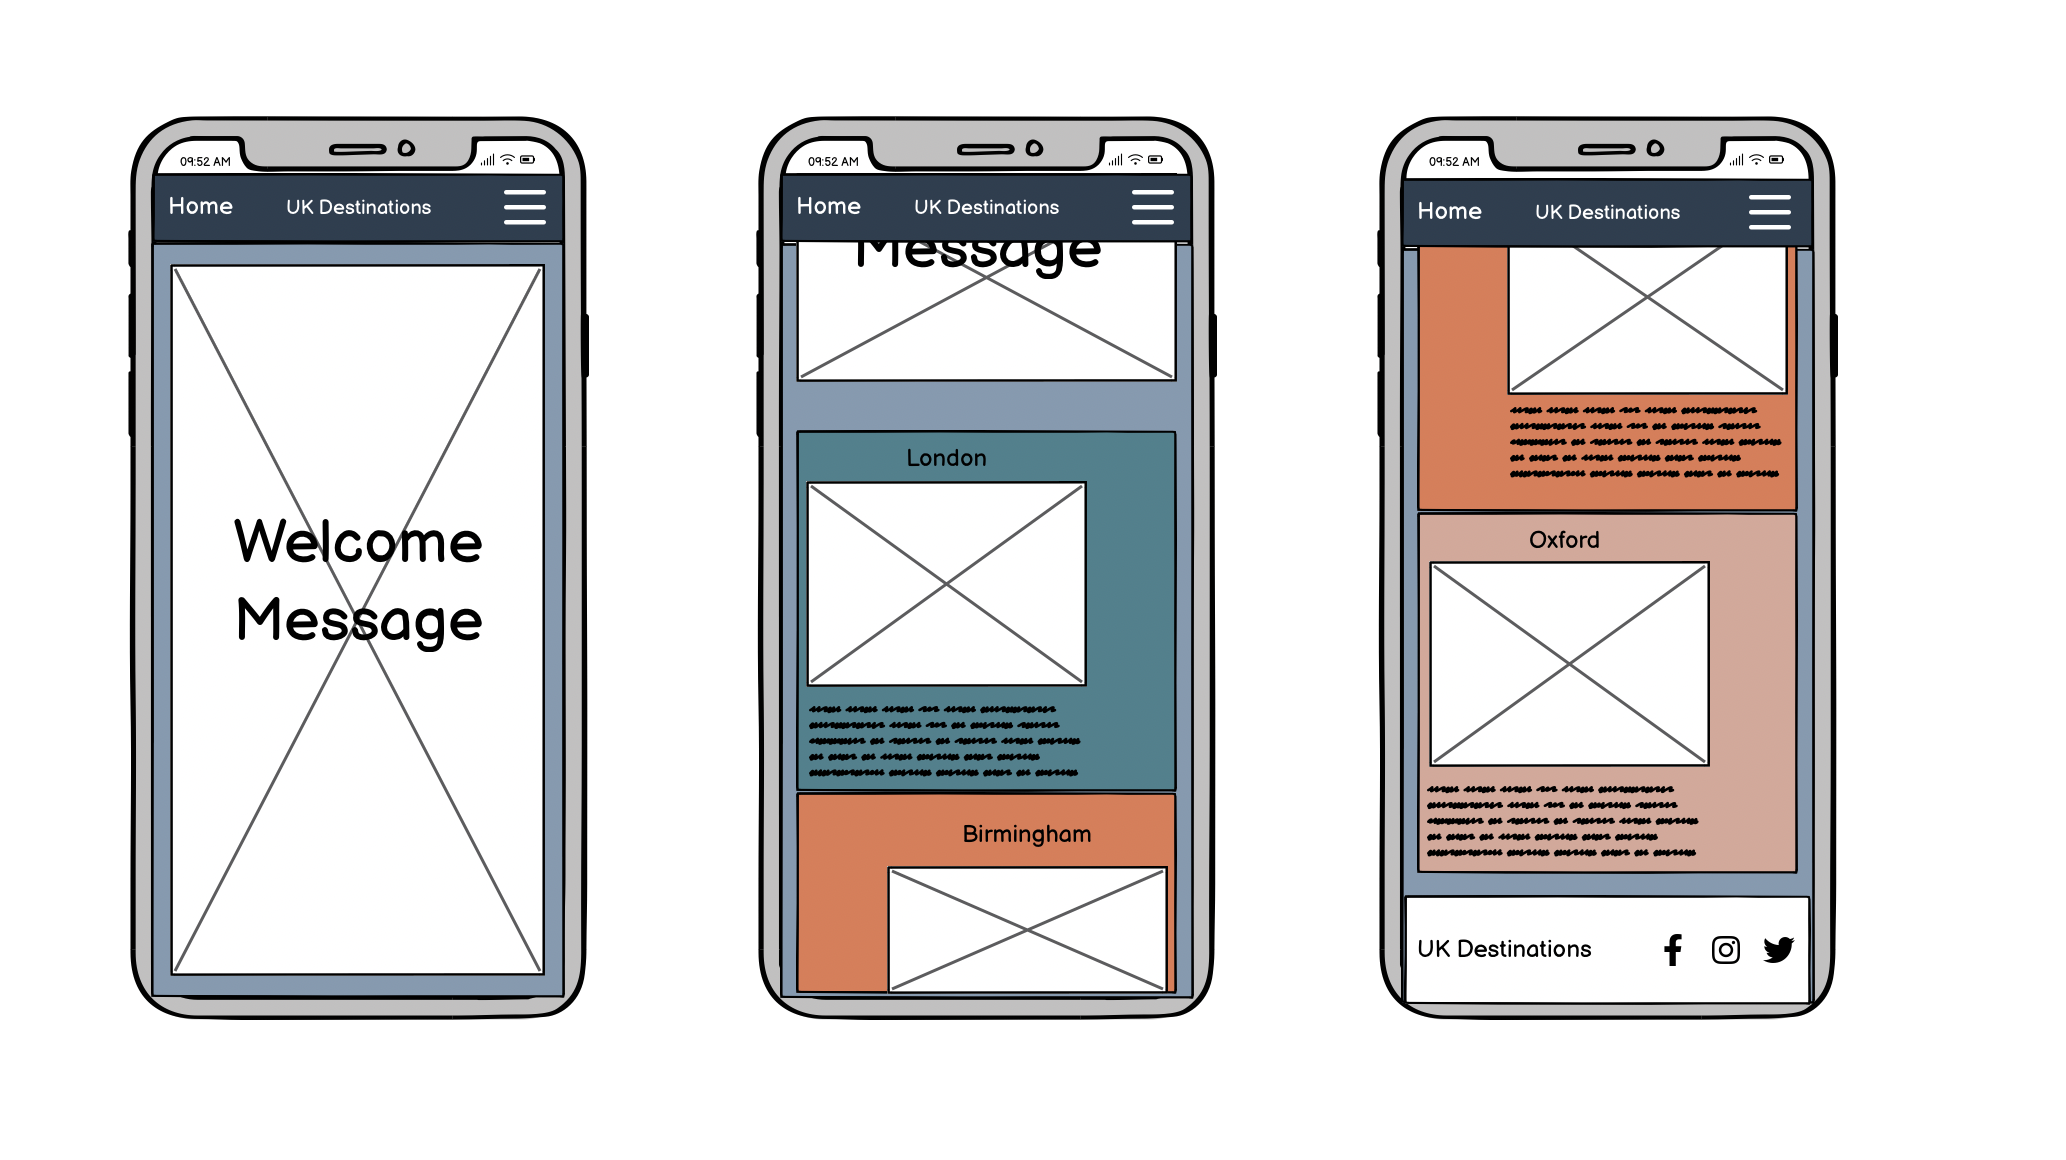 09:52 AM
Home UK Destinations
Welcome
Message
09:52 AM
Home UK Destinations
Message
London
Birmingham
09:52 AM
Home UK Destinations
Oxford
UK Destinations